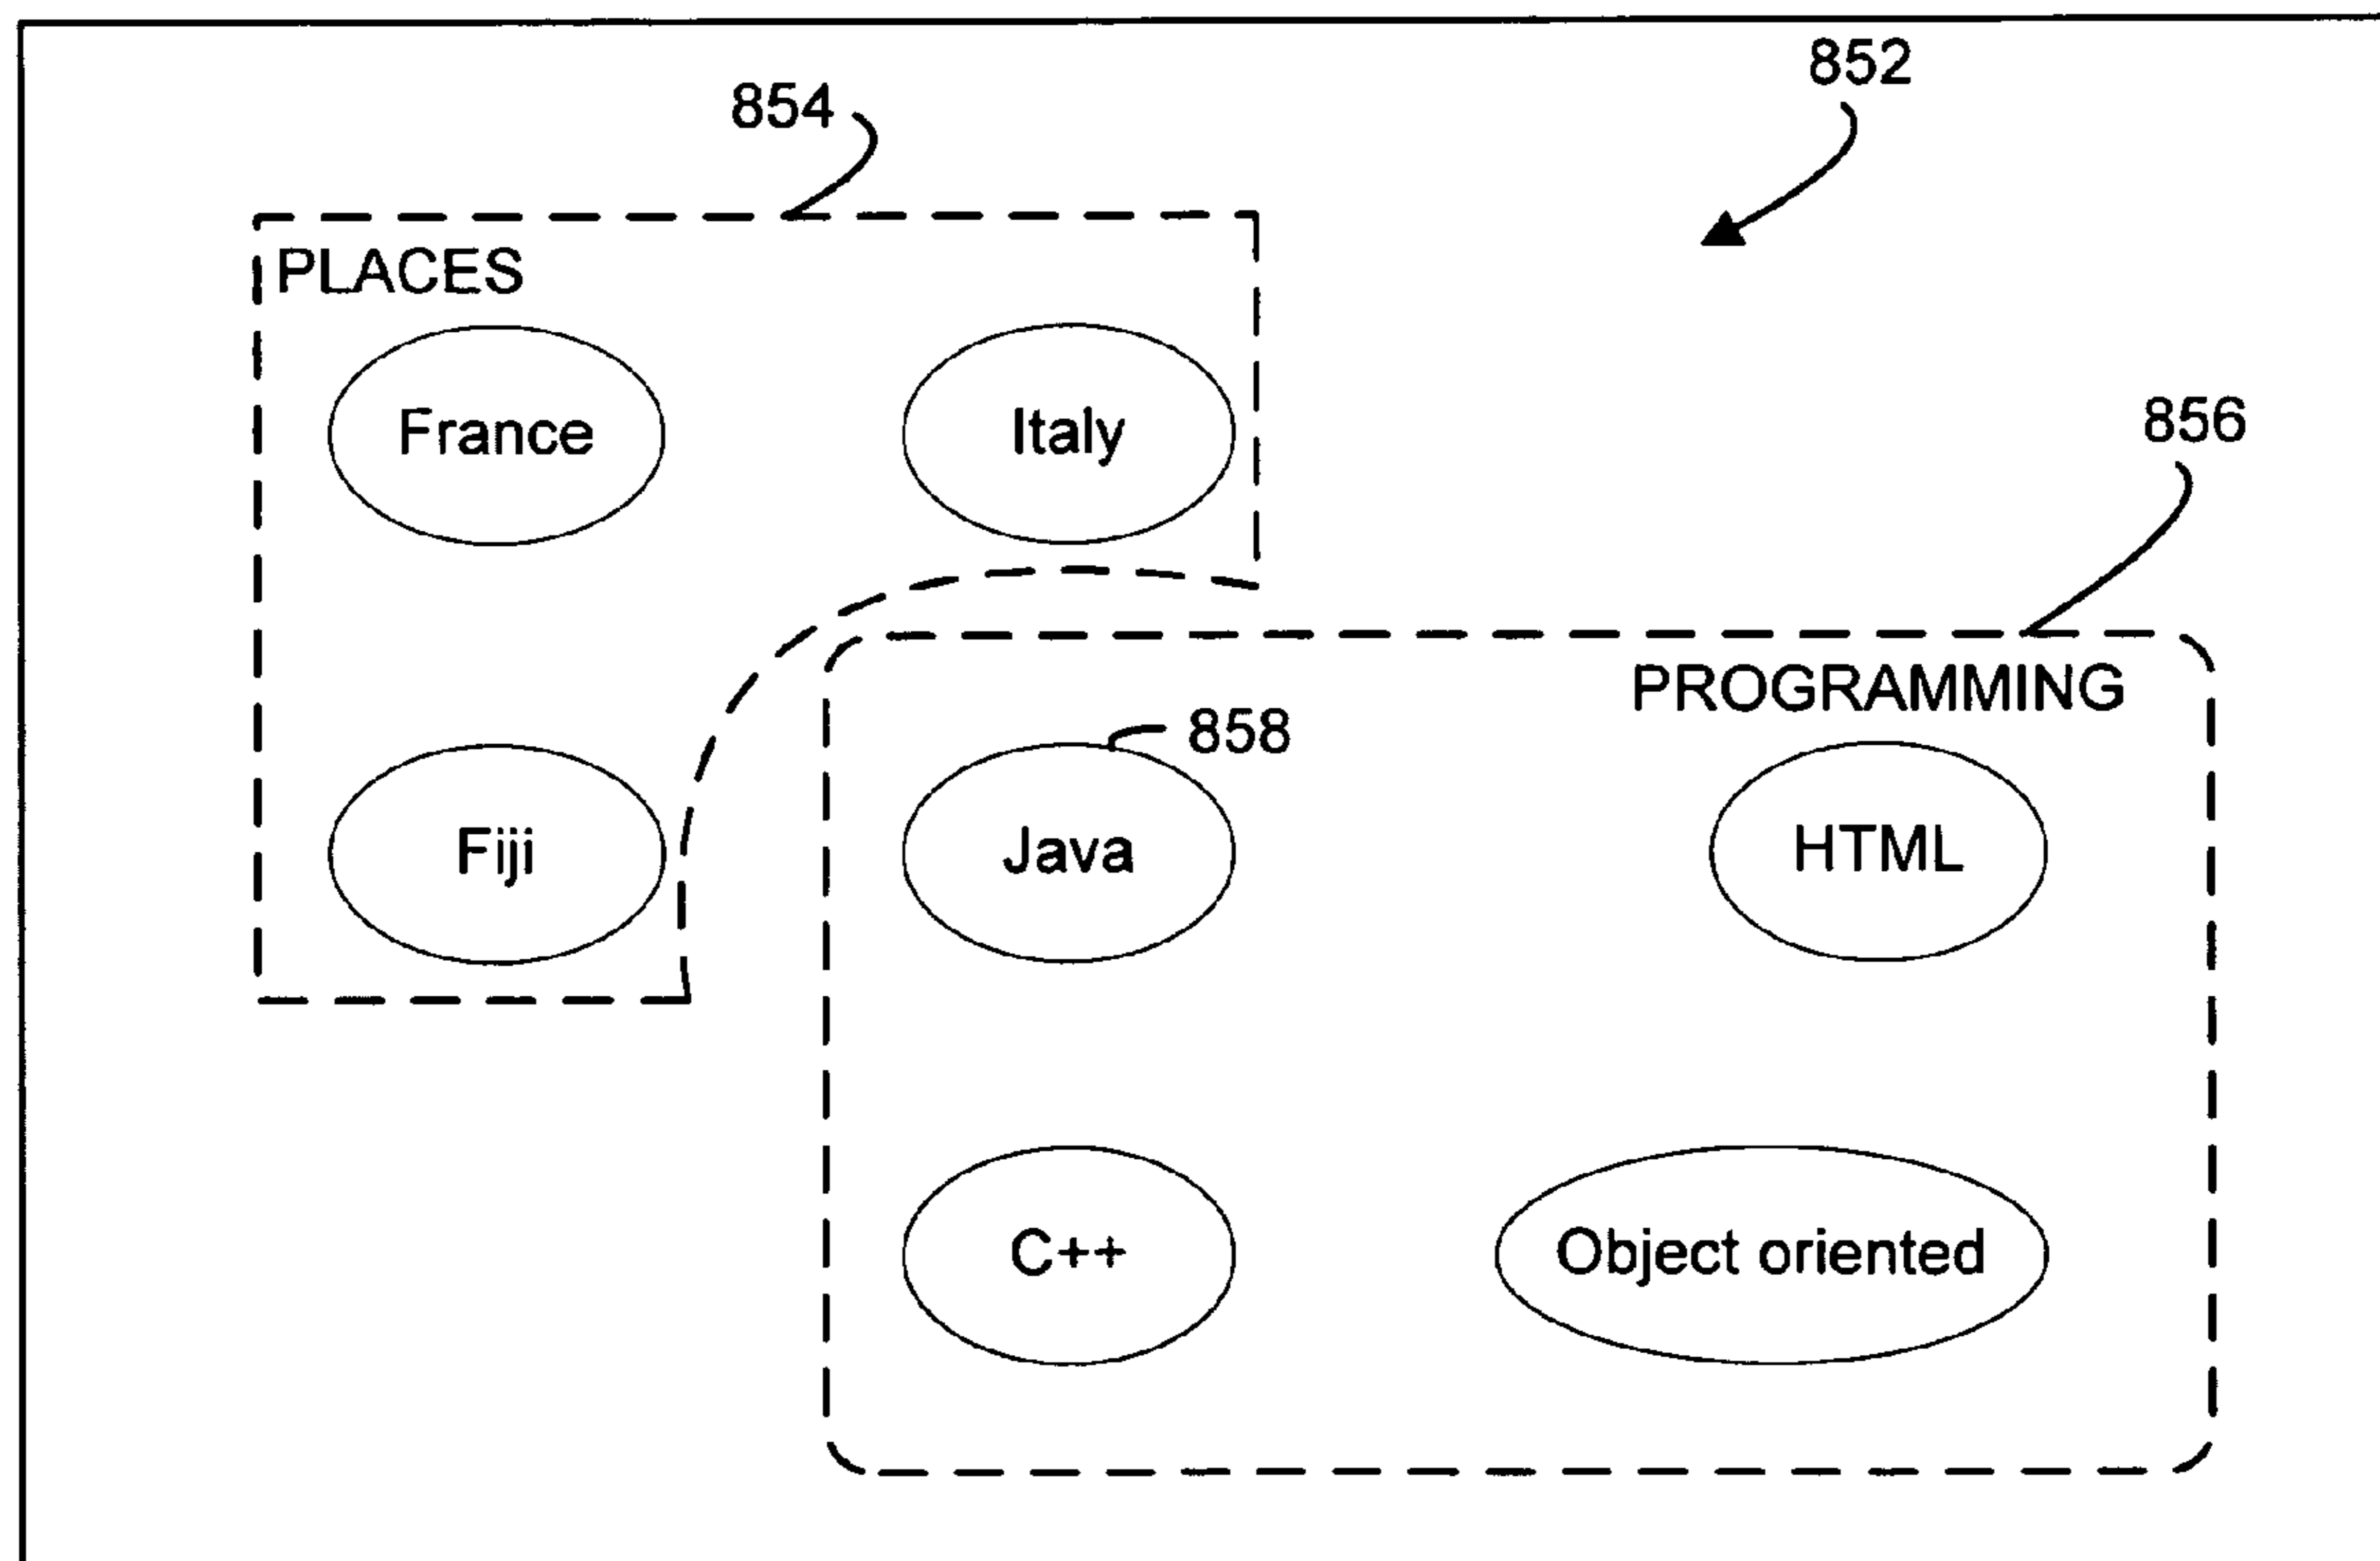 852
854
PLACES
France
Italy
856
PROGRAMMING
858
Fiji
Java
HTML
C++
Object oriented